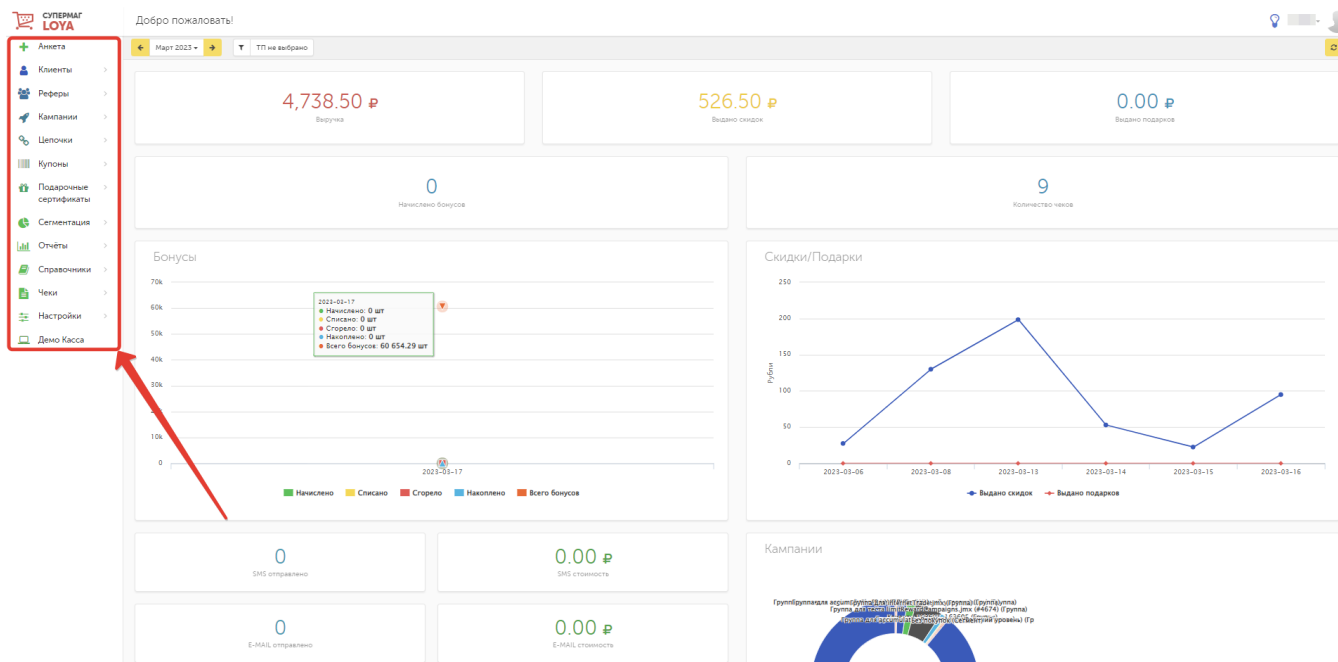 СУПЕРМАГ
LOYA
Добро пожаловать!
Анкета
Клиенты
Реферы
Кампании
Цепочки
Купоны
Подарочные
сертификаты
Сегментация
Отчёты
Справочники
Чеки
Настройки
Демо Касса
Март 2023
ТП не выбрано
4,738.50 ₽
Выручка
526.50 ₽
Выдано скидок
0.00 ₽
Выдано подарков
0
Начислено бонусов
9
Количество чеков
Бонусы
70k
60k
50k
40k
30k
10k
0
2023-03-17
Начислено: 0 шт
Списано: 0 шт
Сгорело: 0 шт
Накоплено: 0 шт
Всего бонусов: 60 654.29 шт
2023-03-17
Начислено Списано Сгорело Накоплено Всего бонусов
Скидки/Подарки
Рубли
250
200
150
100
50
0
2023-03-06 2023-03-08 2023-03-13 2023-03-14 2023-03-15 2023-03-16
Выдано скидок Выдано подарков
0
SMS отправлено
0.00 ₽
SMS стоимость
0
E-MAIL отправлено
0.00 ₽
E-MAIL стоимость
Кампании